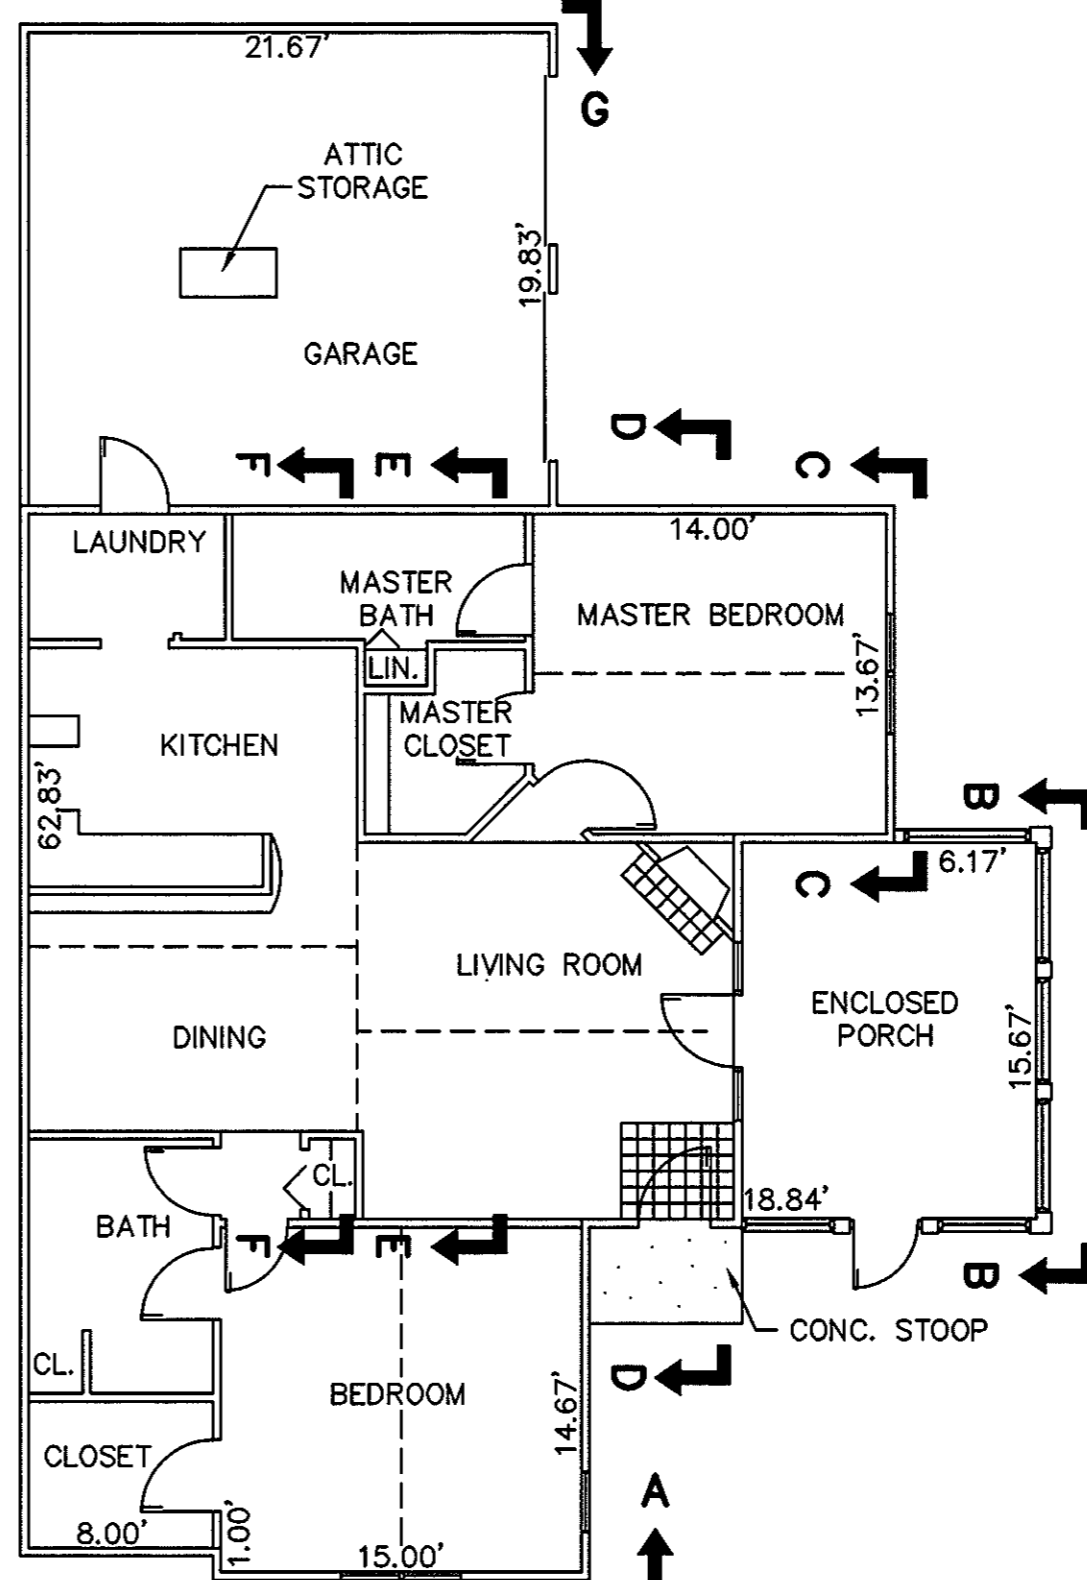 21.67'
G
ATTIC
STORAGE
19.83'
GARAGE
D
F
E
C
LAUNDRY
14.00'
MASTER
BATH
MASTER BEDROOM
LIN.
13.67'
MASTER
CLOSET
KITCHEN
62.83'
B
6.17'
C
LIVING ROOM
ENCLOSED
PORCH
DINING
15.67'
CL.
18.84'
BATH
F
E
B
CONC. STOOP
CL.
D
BEDROOM
14.67'
CLOSET
A
8.00'
1.00'
15.00'